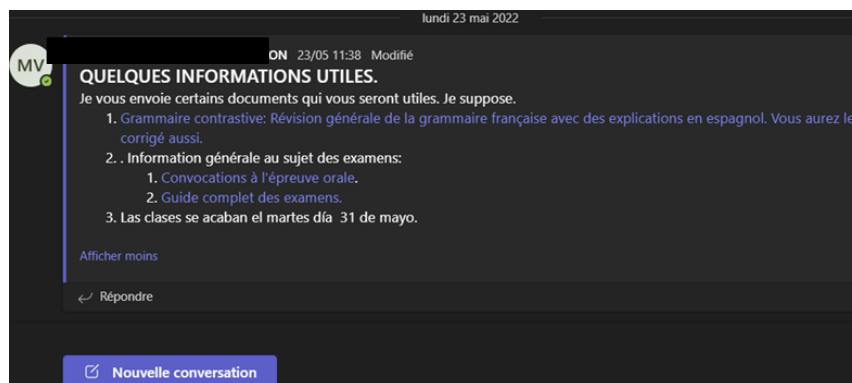 lundi 23 mai 2022
MV
ON 23/05 11:38 Modifié
QUELQUES INFORMATIONS UTILES.
Je vous envoie certains documents qui vous seront utiles. Je suppose.
1. Grammaire contrastive: Révision générale de la grammaire française avec des explications en espagnol. Vous aurez le
corrigé aussi.
2. . Information générale au sujet des examens:
1. Convocations à l'épreuve orale.
2. Guide complet des examens.
3. Las clases se acaban el martes día 31 de mayo.
Afficher moins
Répondre
Nouvelle conversation